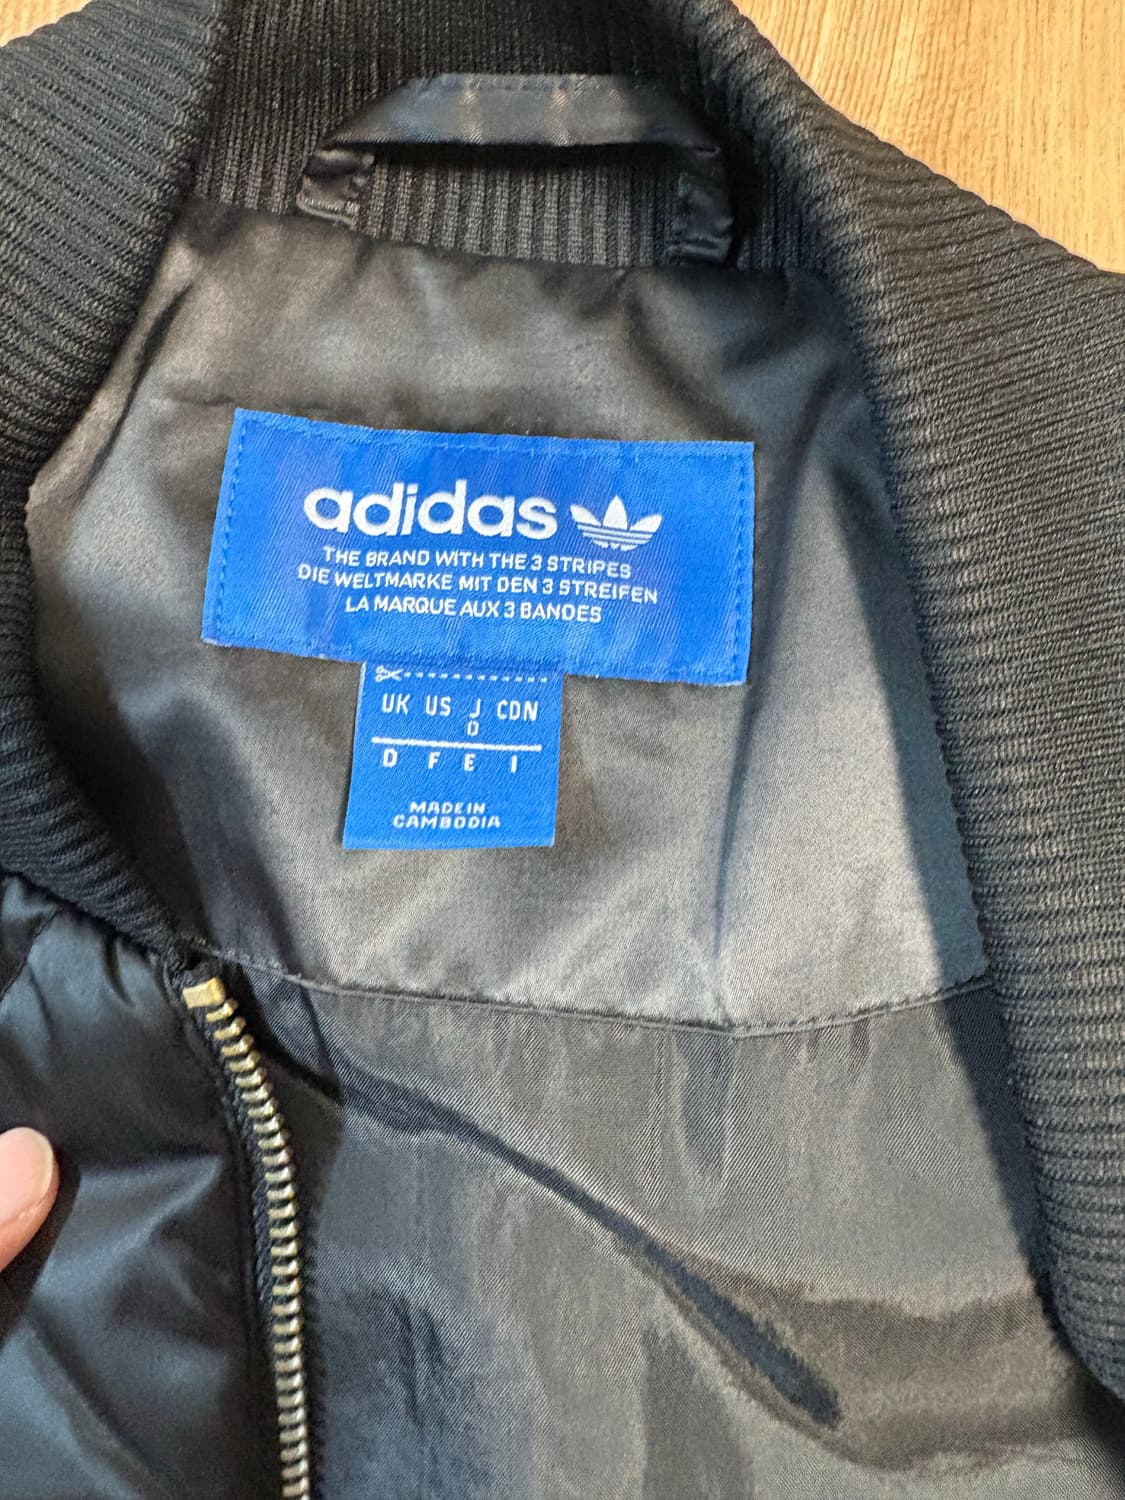 adidas
THE BRAND WITH THE 3 STRIPES
DIE WELTMARKE MIT DEN 3 STREIFEN
LA MARQUE AUX 3 BANDES
UK US J CDN
O
D F E I
MADE IN
CAMBODIA